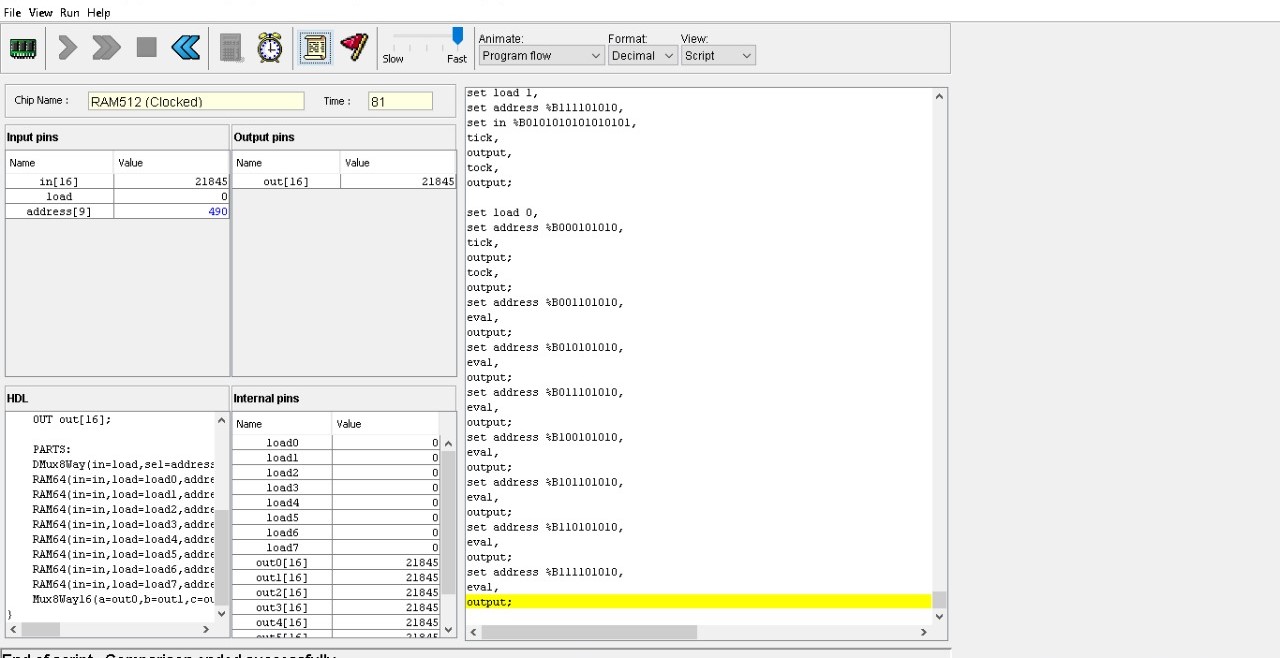 File View Run Help
Slow Fast
Animate: Format: View:
Program flow Decimal Script
Chip Name : RAM512 (Clocked) Time : 81
Input pins
Name Value
in[16] 21845
load 0
address[9] 490
Output pins
Name Value
out[16] 21845
HDL
OUT out[16];
PARTS:
DMux8Way(in=load,sel=address
RAM64(in=in,load=load0,addre
RAM64(in=in,load=load1,addre
RAM64(in=in,load=load2,addre
RAM64(in=in,load=load3,addre
RAM64(in=in,load=load4,addre
RAM64(in=in,load=load5,addre
RAM64(in=in,load=load6,addre
RAM64(in=in,load=load7,addre
Mux8Way16(a=out0,b=out1,c=ou
}
Internal pins
Name Value
load0 0
load1 0
load2 0
load3 0
load4 0
load5 0
load6 0
load7 0
out0[16] 21845
out1[16] 21845
out2[16] 21845
out3[16] 21845
out4[16] 21845
out5[16] 21845
set load 1,
set address %B111101010,
set in %B0101010101010101,
tick,
output,
tock,
output;
set load 0,
set address %B000101010,
tick,
output;
tock,
output;
set address %B001101010,
eval,
output;
set address %B010101010,
eval,
output;
set address %B011101010,
eval,
output;
set address %B100101010,
eval,
output;
set address %B101101010,
eval,
output;
set address %B110101010,
eval,
output;
set address %B111101010,
eval,
output;
End of script - Comparison ended successfully